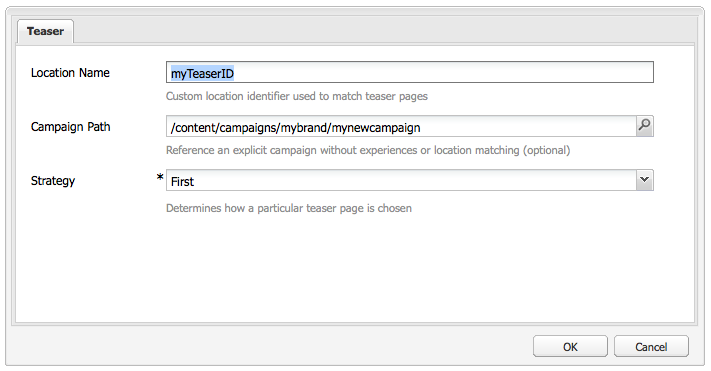 Teaser
Location Name myTeaserID
Custom location identifier used to match teaser pages
Campaign Path /content/campaigns/mybrand/mynewcampaign
Reference an explicit campaign without experiences or location matching (optional)
Strategy * First
Determines how a particular teaser page is chosen
OK Cancel